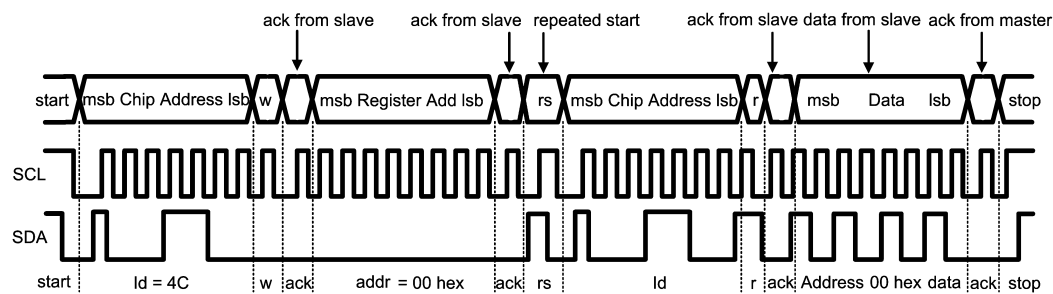 ack from slave ack from slave repeated start ack from slave data from slave ack from master
start msb Chip Address lsb w msb Register Add lsb rs msb Chip Address lsb r msb Data lsb stop
SCL
SDA
start Id = 4C w ack addr = 00 hex ack rs Id r ack Address 00 hex data ack stop